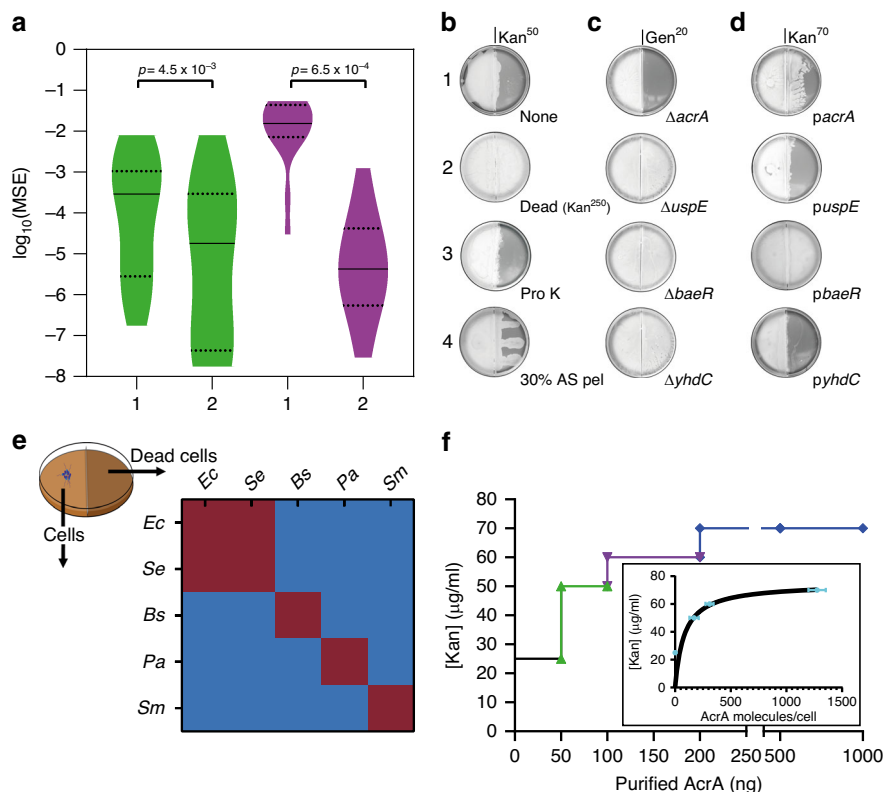 a
0
−1
−2
−3
−4
−5
−6
−7
−8
log10(MSE)
p= 4.5 x 10−3
p= 6.5 x 10−4
1 2 1 2
b
Kan50
1
2
3
4
None
Dead (Kan250)
Pro K
30% AS pel
c
Gen20
ΔacrA
ΔuspE
ΔbaeR
ΔyhdC
d
Kan70
pacrA
puspE
pbaeR
pyhdC
e
Dead cells
Cells
Ec Se Bs Pa Sm
Ec
Se
Bs
Pa
Sm
f
80
70
60
50
40
30
20
10
0
[Kan] (μg/ml)
0 50 100 150 200 250 500 1000
Purified AcrA (ng)
80
60
40
20
0
[Kan] (μg/ml)
0 500 1000 1500
AcrA molecules/cell